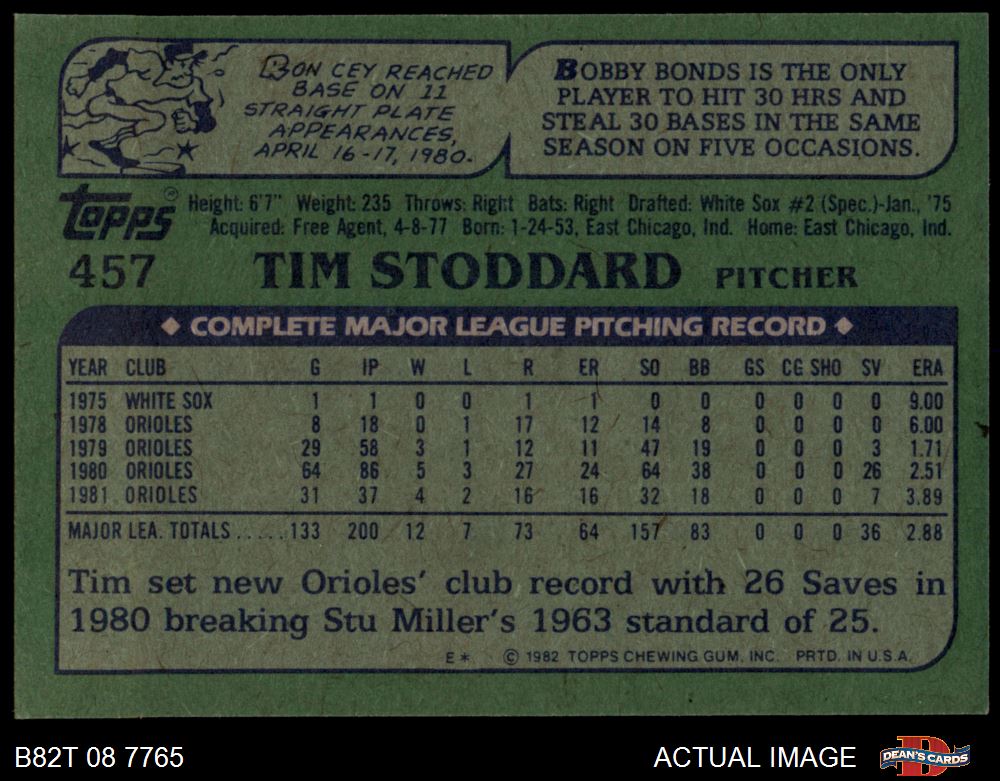 RON CEY REACHED
BASE ON 11
STRAIGHT PLATE
APPEARANCES,
APRIL 16-17, 1980.
BOBBY BONDS IS THE ONLY
PLAYER TO HIT 30 HRS AND
STEAL 30 BASES IN THE SAME
SEASON ON FIVE OCCASIONS.
Topps®
Height: 6'7" Weight: 235 Throws: Right Bats: Right Drafted: White Sox #2 (Spec.)-Jan., '75
Acquired: Free Agent, 4-8-77 Born: 1-24-53, East Chicago, Ind. Home: East Chicago, Ind.
457 TIM STODDARD PITCHER
◆ COMPLETE MAJOR LEAGUE PITCHING RECORD ◆
YEAR CLUB G IP W L R ER SO BB GS CG SHO SV ERA
1975 WHITE SOX 1 1 0 0 1 1 0 0 0 0 0 0 9.00
1978 ORIOLES 8 18 0 1 17 12 14 8 0 0 0 0 6.00
1979 ORIOLES 29 58 3 1 12 11 47 19 0 0 0 3 1.71
1980 ORIOLES 64 86 5 3 27 24 64 38 0 0 0 26 2.51
1981 ORIOLES 31 37 4 2 16 16 32 18 0 0 0 7 3.89
MAJOR LEA. TOTALS ..... 133 200 12 7 73 64 157 83 0 0 0 36 2.88
Tim set new Orioles' club record with 26 Saves in
1980 breaking Stu Miller's 1963 standard of 25.
E* © 1982 TOPPS CHEWING GUM, INC. PRTD. IN U.S.A.
B82T 08 7765 ACTUAL IMAGE DEAN'S CARDS